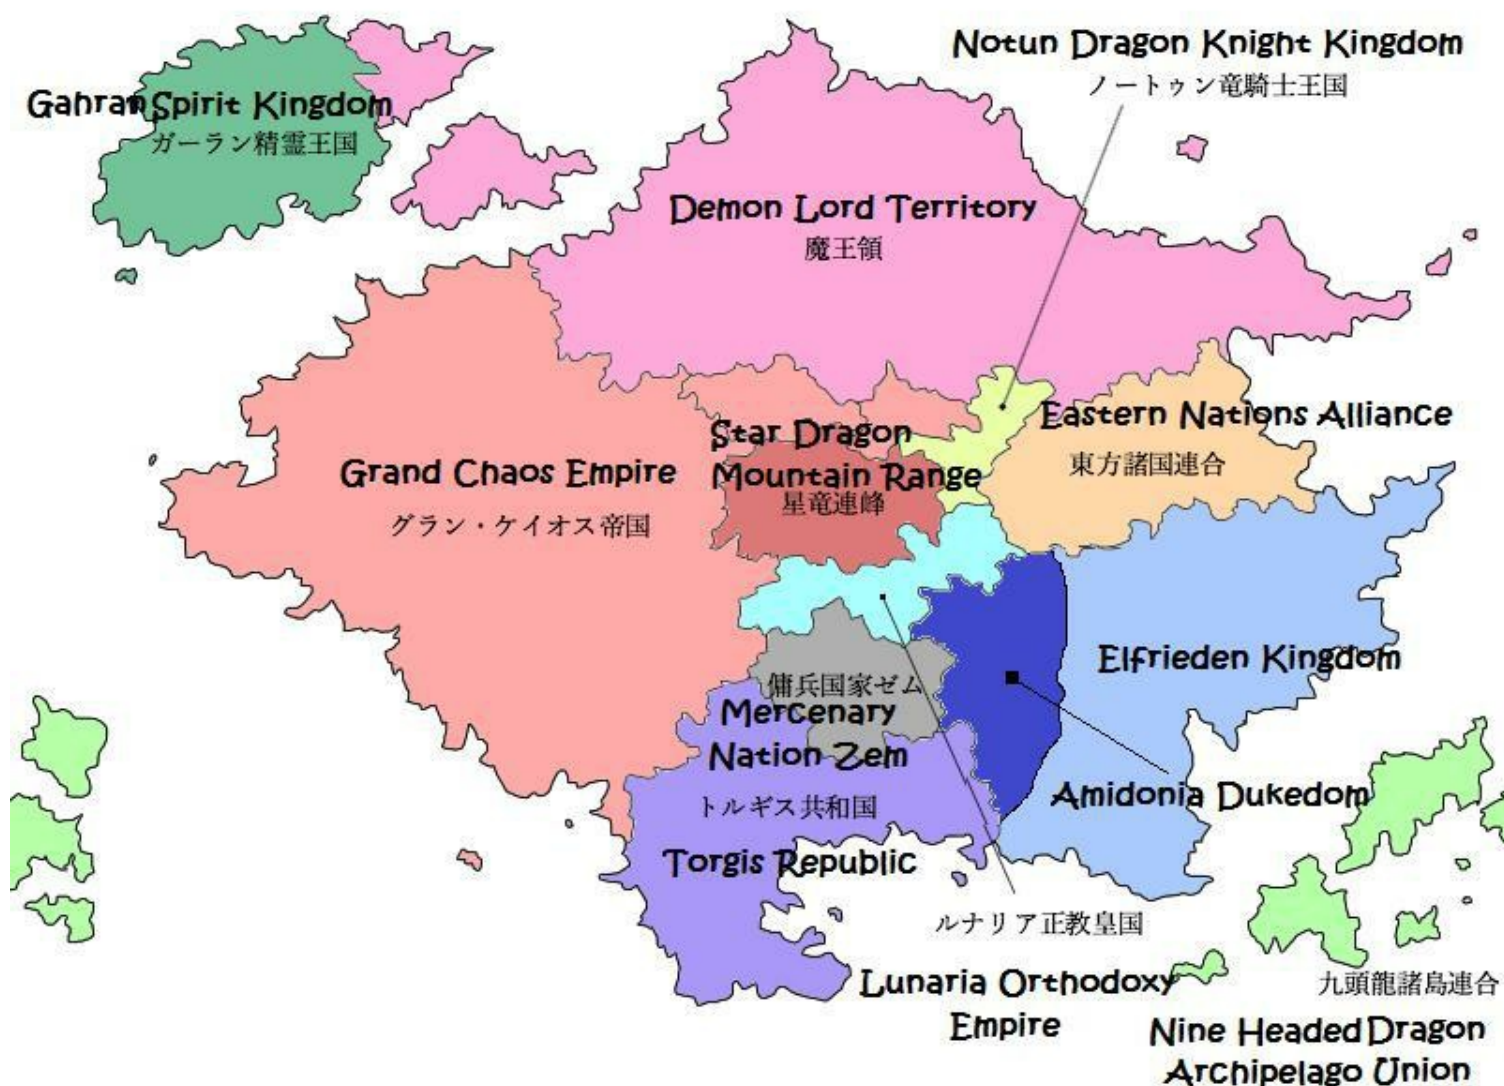 Notun Dragon Knight Kingdom
ノートゥン竜騎士王国
Gahran Spirit Kingdom
ガーラン精霊王国
Demon Lord Territory
魔王領
Eastern Nations Alliance
東方諸国連合
Star Dragon
Mountain Range
星竜連峰
Grand Chaos Empire
グラン・ケイオス帝国
Elfrieden Kingdom
傭兵国家ゼム
Mercenary
Nation Zem
Amidonia Dukedom
トルギス共和国
Torgis Republic
ルナリア正教皇国
Lunaria Orthodoxy
Empire
九頭龍諸島連合
Nine Headed Dragon
Archipelago Union